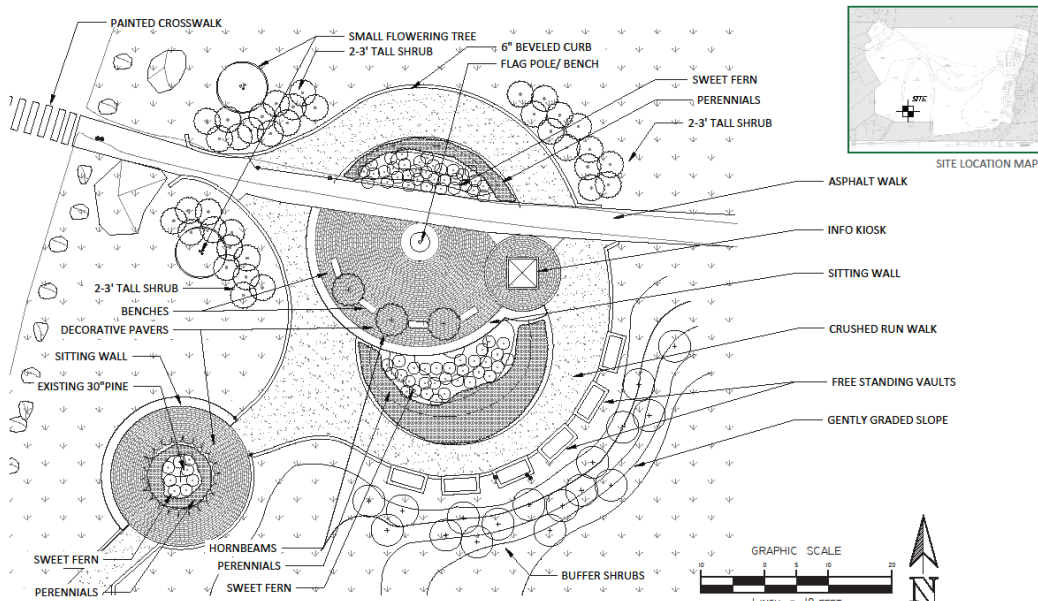 PAINTED CROSSWALK
SMALL FLOWERING TREE
2-3' TALL SHRUB
6" BEVELED CURB
FLAG POLE/ BENCH
SWEET FERN
PERENNIALS
2-3' TALL SHRUB
SITE
SITE LOCATION MAP
ASPHALT WALK
INFO KIOSK
SITTING WALL
2-3' TALL SHRUB
BENCHES
DECORATIVE PAVERS
SITTING WALL
EXISTING 30"PINE
CRUSHED RUN WALK
FREE STANDING VAULTS
GENTLY GRADED SLOPE
HORNBEAMS
PERENNIALS
SWEET FERN
SWEET FERN
PERENNIALS
BUFFER SHRUBS
GRAPHIC SCALE
10 0 5 10 20
N